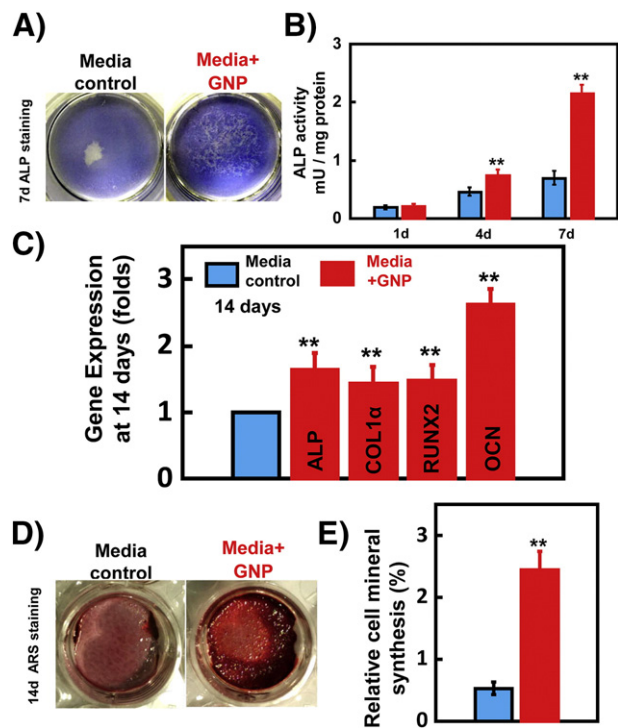 A)
Media
control
Media+
GNP
7d ALP staining
B)
ALP activity
mU / mg protein
3
2
1
0
**
**
1d
4d
7d
C)
Gene Expression
at 14 days (folds)
3
2
1
0
Media
control
Media
+GNP
14 days
**
**
**
**
ALP
COL1α
RUNX2
OCN
D)
Media
control
Media+
GNP
14d ARS staining
E)
Relative cell mineral
synthesis (%)
3
2
1
0
**